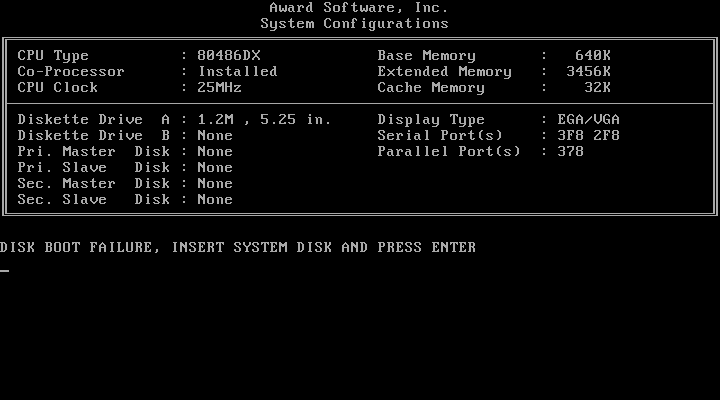 Award Software, Inc.
System Configurations
CPU Type : 80486DX Base Memory : 640K
Co-Processor : Installed Extended Memory : 3456K
CPU Clock : 25MHz Cache Memory : 32K
Diskette Drive A : 1.2M , 5.25 in. Display Type : EGA/VGA
Diskette Drive B : None Serial Port(s) : 3F8 2F8
Pri. Master Disk : None Parallel Port(s) : 378
Pri. Slave Disk : None
Sec. Master Disk : None
Sec. Slave Disk : None
DISK BOOT FAILURE, INSERT SYSTEM DISK AND PRESS ENTER